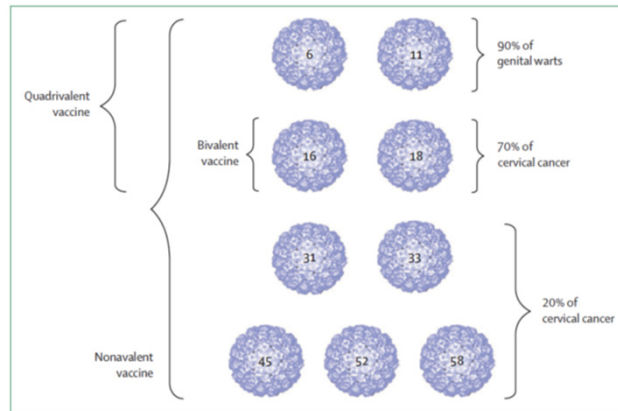 6
11
90% of
genital warts
Quadrivalent
vaccine
Bivalent
vaccine
16
18
70% of
cervical cancer
31
33
20% of
cervical cancer
Nonavalent
vaccine
45
52
58